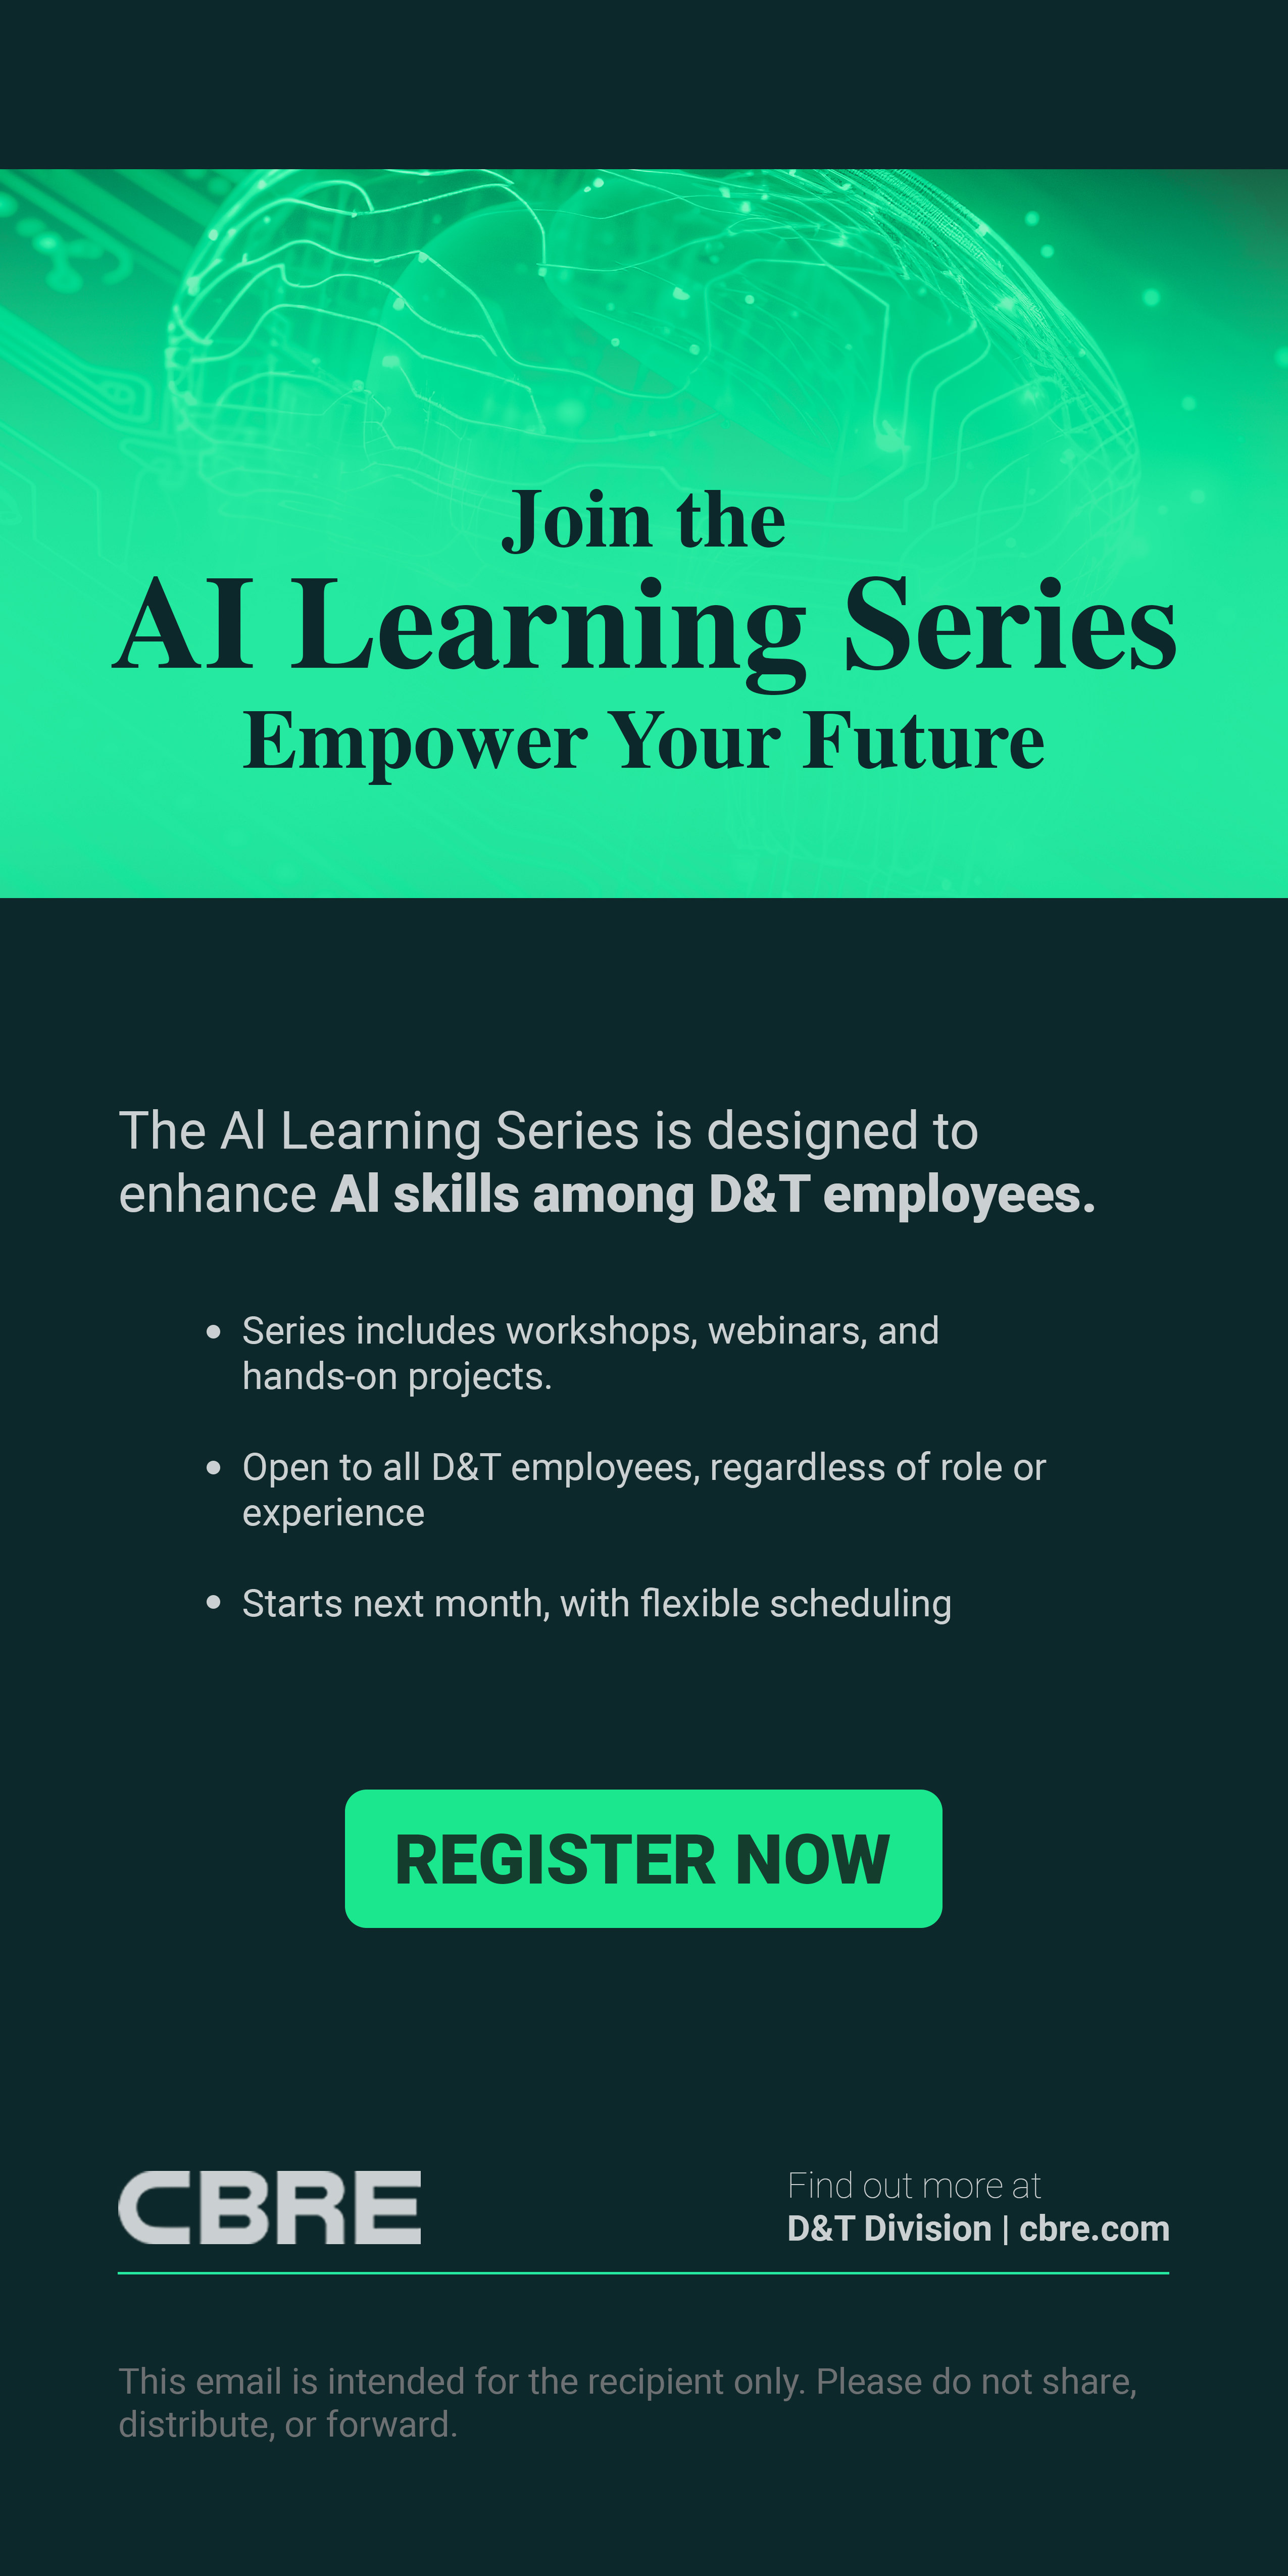 Join the
AI Learning Series
Empower Your Future
The AI Learning Series is designed to
enhance AI skills among D&T employees.
• Series includes workshops, webinars, and
hands-on projects.
• Open to all D&T employees, regardless of role or
experience
• Starts next month, with flexible scheduling
REGISTER NOW
CBRE
Find out more at
D&T Division | cbre.com
This email is intended for the recipient only. Please do not share,
distribute, or forward.